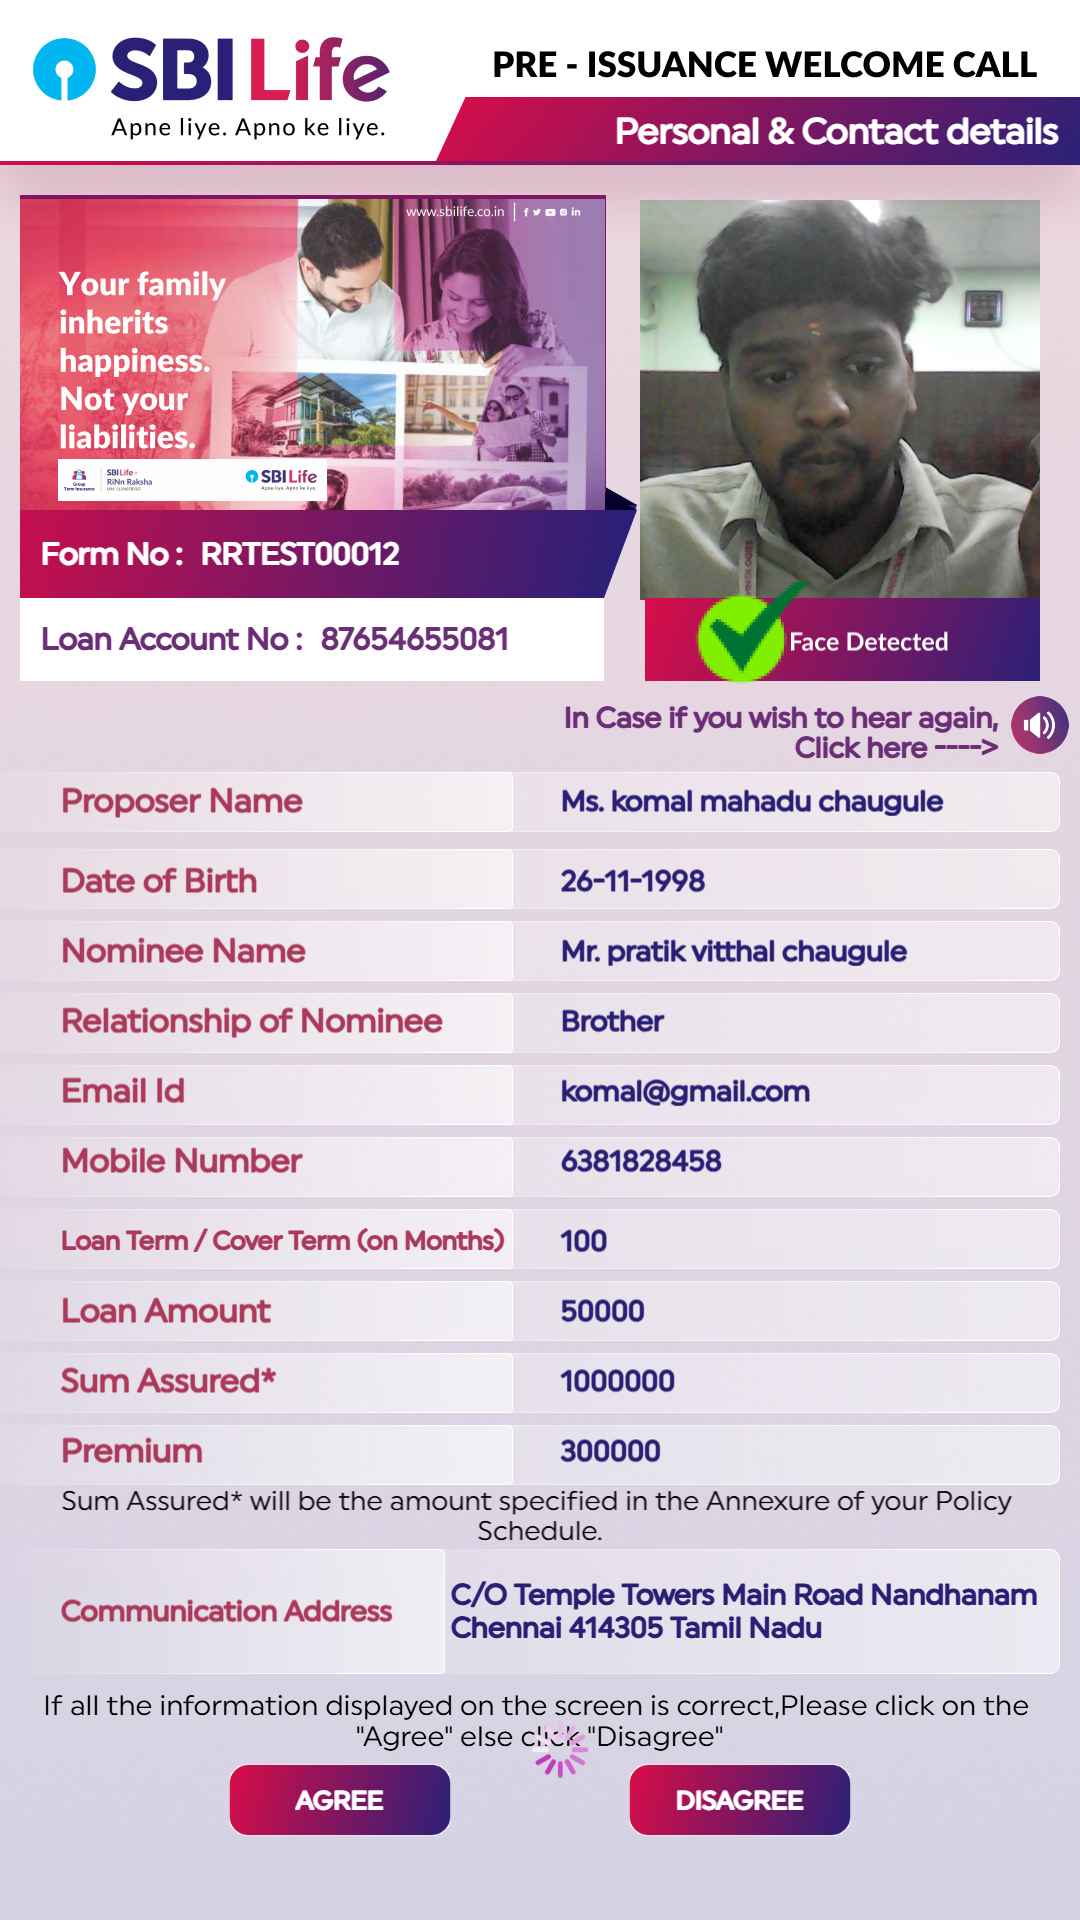 SBI Life
Apne liye. Apno ke liye.
PRE - ISSUANCE WELCOME CALL
Personal & Contact details
www.sbilife.co.in
Your family
inherits
happiness.
Not your
liabilities.
Group
Term Insurance
SBI Life -
RiNn Raksha
SBI Life
Apne liye. Apno ke liye.
Form No : RRTEST00012
Loan Account No : 87654655081
Face Detected
In Case if you wish to hear again,
Click here ---->
Proposer Name Ms. komal mahadu chaugule
Date of Birth 26-11-1998
Nominee Name Mr. pratik vitthal chaugule
Relationship of Nominee Brother
Email Id komal@gmail.com
Mobile Number 6381828458
Loan Term / Cover Term (on Months) 100
Loan Amount 50000
Sum Assured* 1000000
Premium 300000
Sum Assured* will be the amount specified in the Annexure of your Policy
Schedule.
Communication Address
C/O Temple Towers Main Road Nandhanam
Chennai 414305 Tamil Nadu
If all the information displayed on the screen is correct,Please click on the
"Agree" else click "Disagree"
AGREE
DISAGREE